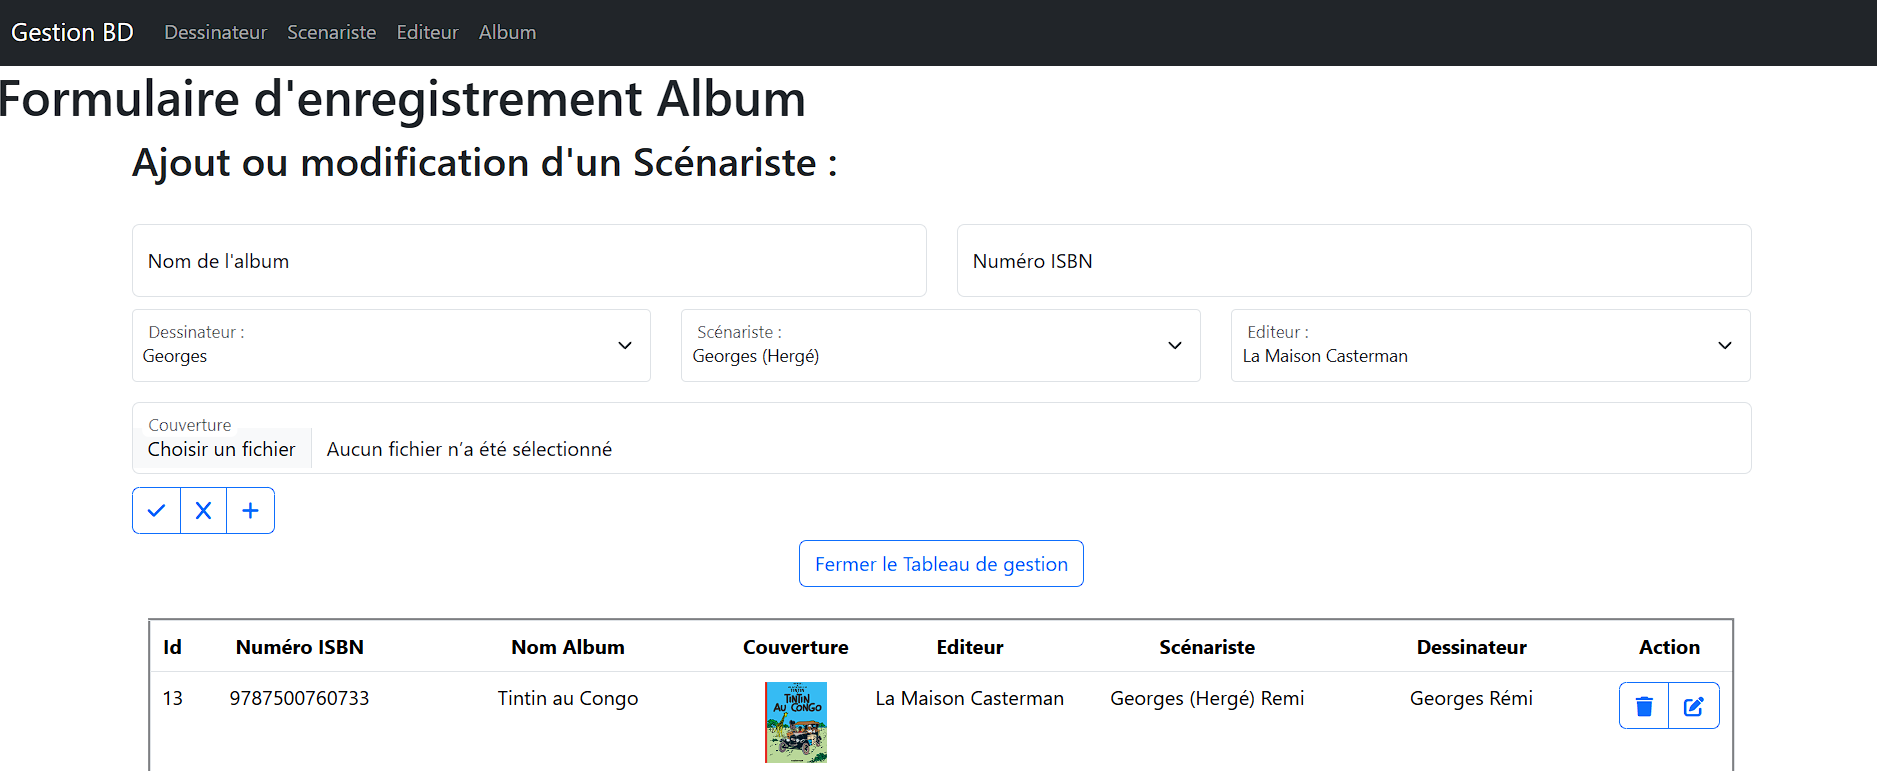 Gestion BD Dessinateur Scenariste Editeur Album
Formulaire d'enregistrement Album
Ajout ou modification d'un Scénariste :
Nom de l'album Numéro ISBN
Dessinateur : Scénariste : Editeur :
Georges Georges (Hergé) La Maison Casterman
Couverture
Choisir un fichier Aucun fichier n’a été sélectionné
Fermer le Tableau de gestion
Id Numéro ISBN Nom Album Couverture Editeur Scénariste Dessinateur Action
13 9787500760733 Tintin au Congo La Maison Casterman Georges (Hergé) Remi Georges Rémi
TINTIN
TINTIN
AU CONGO